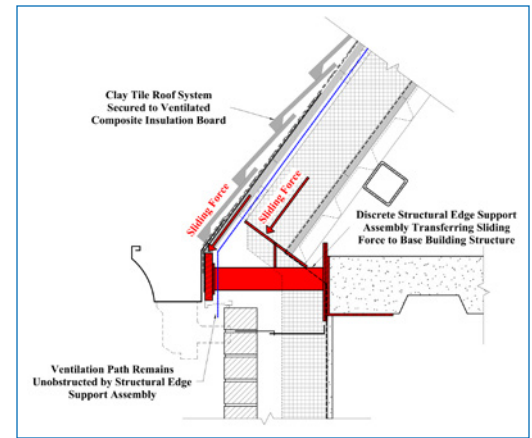 Clay Tile Roof System
Secured to Ventilated
Composite Insulation Board
Sliding Force
Sliding Force
Discrete Structural Edge Support
Assembly Transferring Sliding
Force to Base Building Structure
Ventilation Path Remains
Unobstructed by Structural Edge
Support Assembly